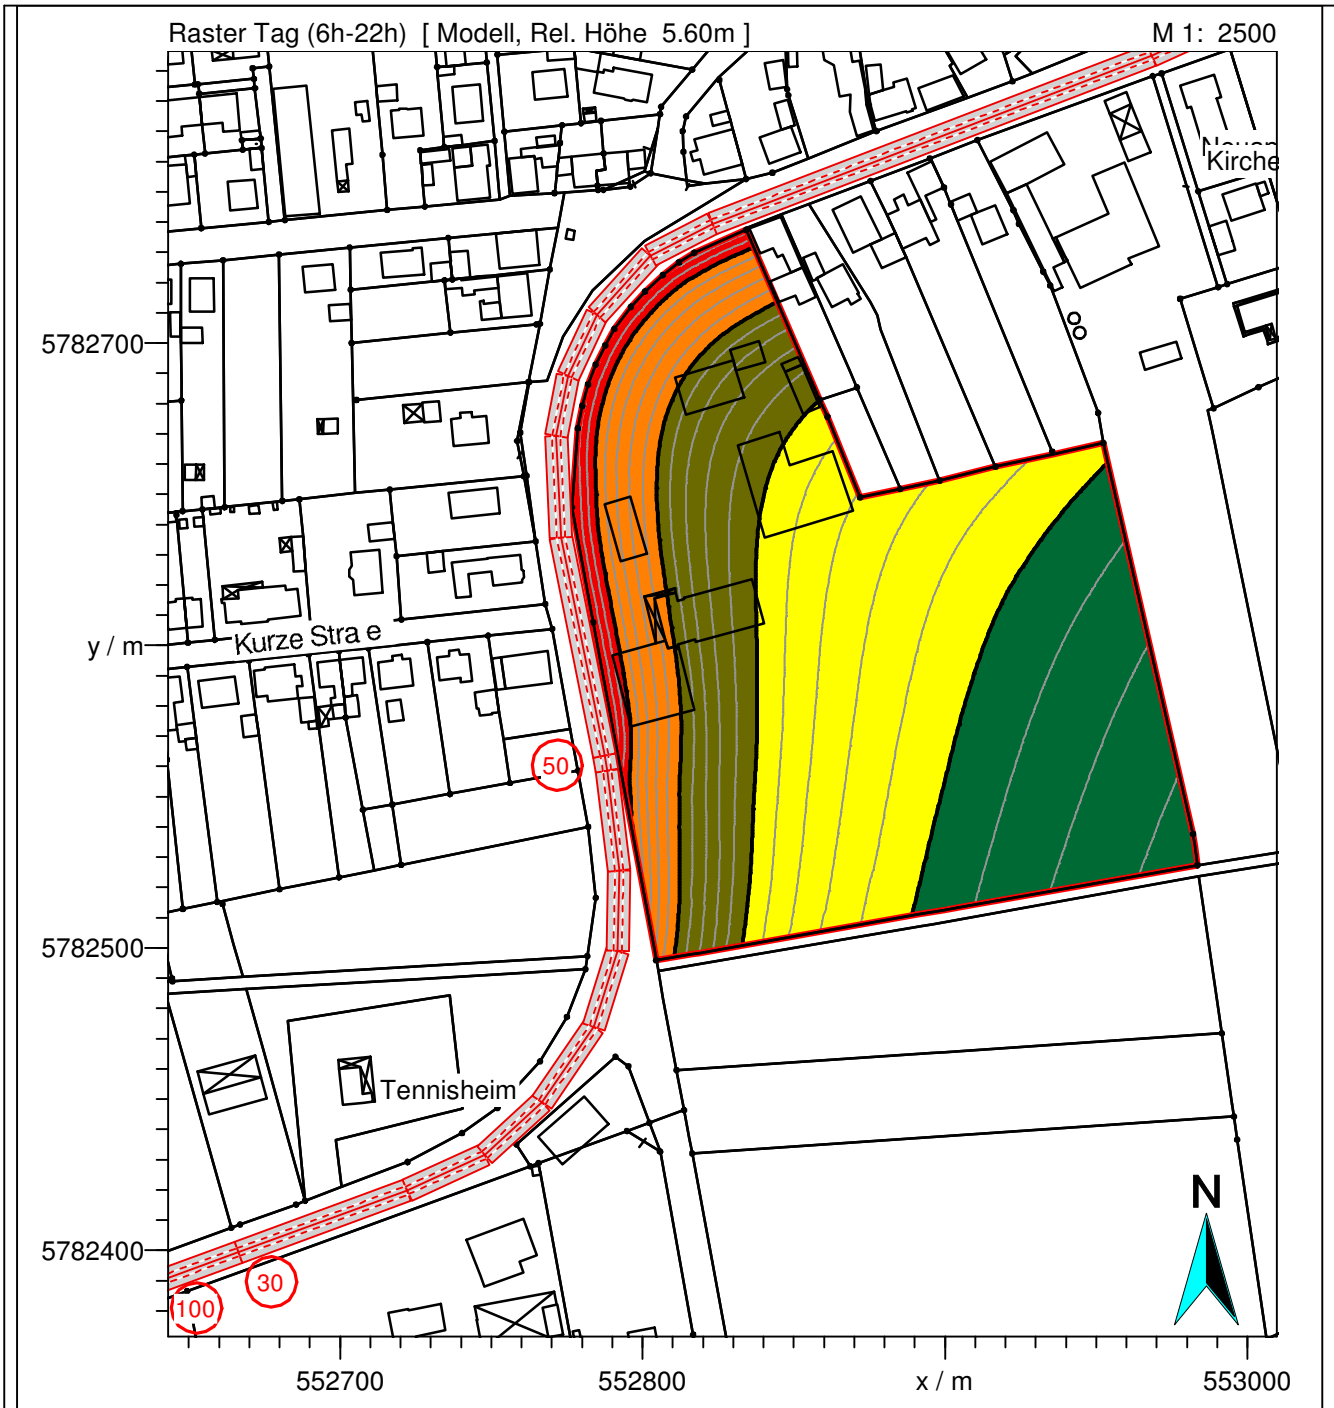 Raster Tag (6h-22h) [ Modell, Rel. Höhe 5.60m ]
M 1: 2500
Kirche
5782700
Kurze Stra e
y / m
50
5782500
Tennisheim
N
5782400
30
100
552700
552800
x / m
553000